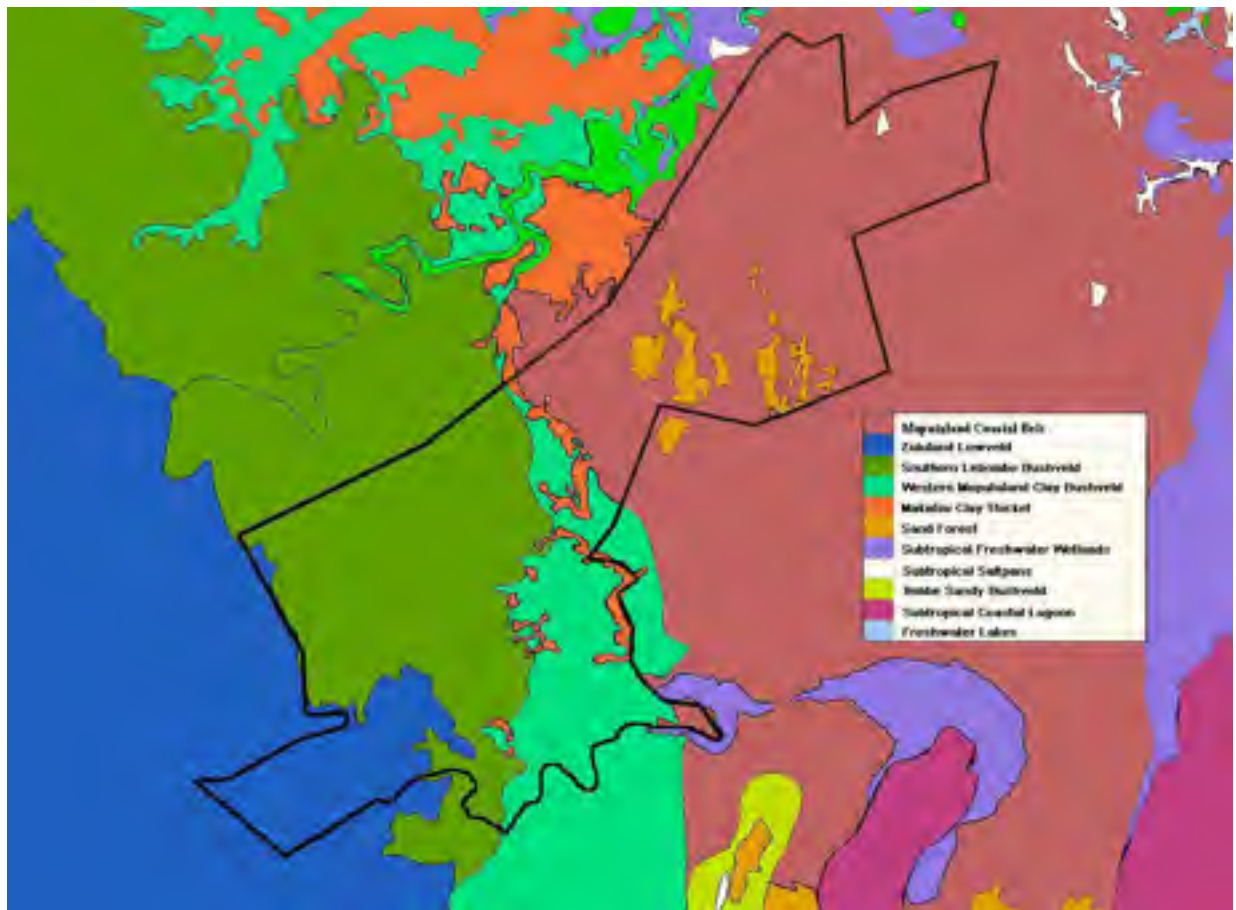 Maputaland Coastal Belt
Zululand Lowveld
Southern Lebombo Bushveld
Western Maputaland Clay Bushveld
Makatini Clay Thicket
Sand Forest
Subtropical Freshwater Wetlands
Subtropical Saltpans
Tembe Sandy Bushveld
Subtropical Coastal Lagoon
Freshwater Lakes